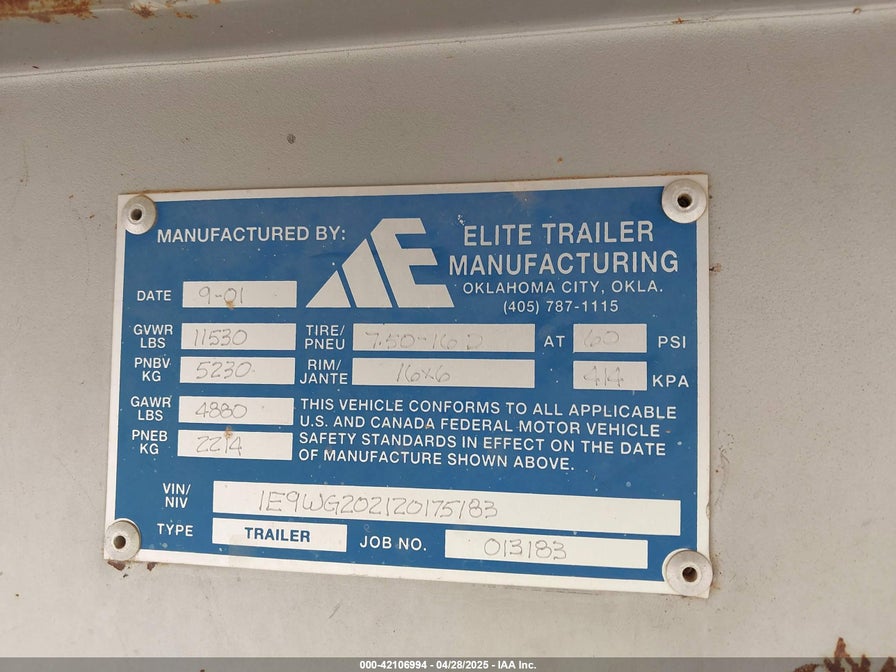 MANUFACTURED BY:
ELITE TRAILER
MANUFACTURING
OKLAHOMA CITY, OKLA.
(405) 787-1115
DATE 9-01
GVWR LBS 11530 TIRE/PNEU 7.50-16 D AT 60 PSI
PNBV KG 5230 RIM/JANTE 16x6 414 KPA
GAWR LBS 4880
PNEB KG 2214
THIS VEHICLE CONFORMS TO ALL APPLICABLE
U.S. AND CANADA FEDERAL MOTOR VEHICLE
SAFETY STANDARDS IN EFFECT ON THE DATE
OF MANUFACTURE SHOWN ABOVE.
VIN/NIV 1E9WG202120175183
TYPE TRAILER JOB NO. 013183
000-42106994 - 04/28/2025 - IAA Inc.